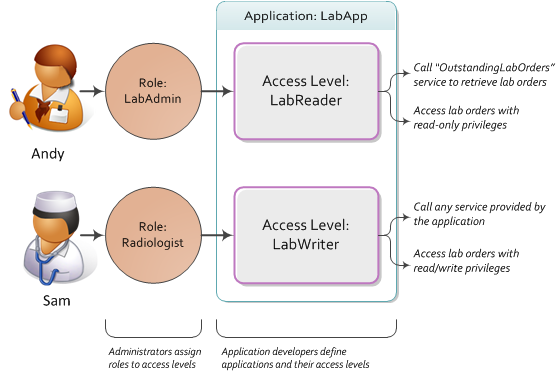 Application: LabApp
Role:
LabAdmin
Access Level:
LabReader
Call "OutstandingLabOrders"
service to retrieve lab orders
Access lab orders with
read-only privileges
Andy
Role:
Radiologist
Access Level:
LabWriter
Call any service provided by
the application
Access lab orders with
read/write privileges
Sam
Administrators assign
roles to access levels
Application developers define
applications and their access levels